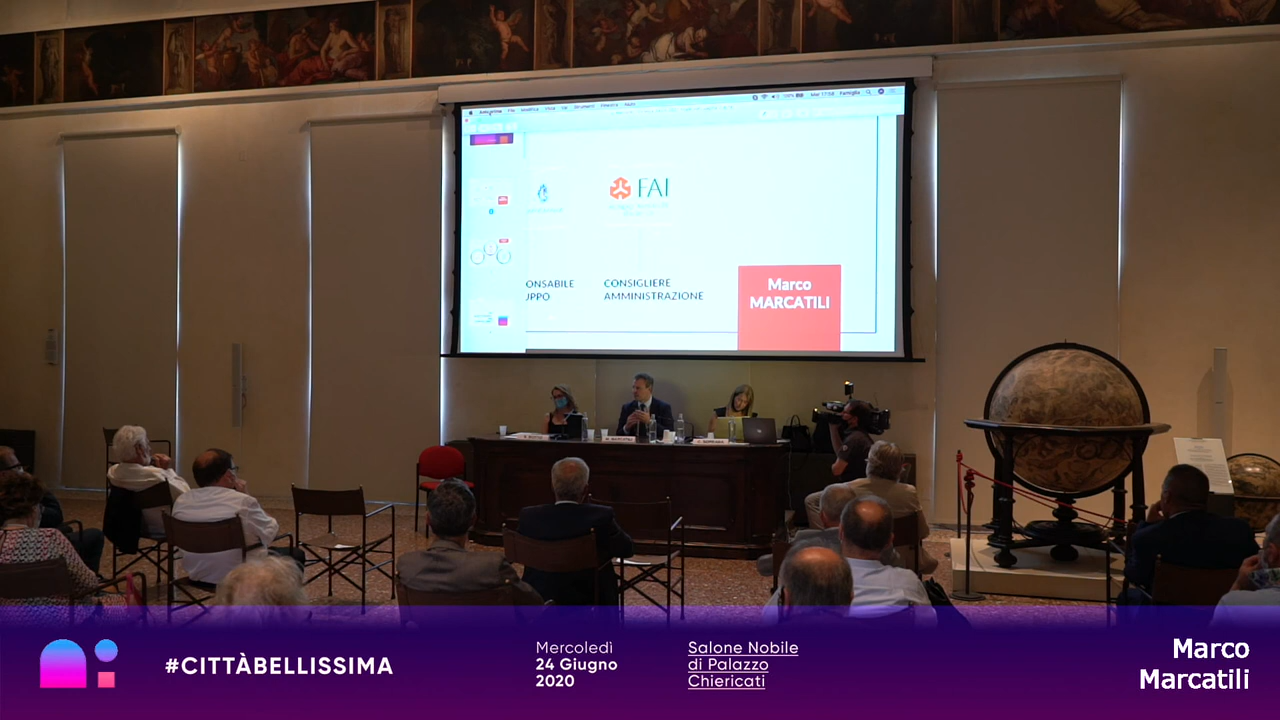 FAI
ONSABILE
UPPO
CONSIGLIERE
AMMINISTRAZIONE
Marco
MARCATILI
#CITTÀBELLISSIMA
Mercoledì
24 Giugno
2020
Salone Nobile
di Palazzo
Chiericati
Marco
Marcatili